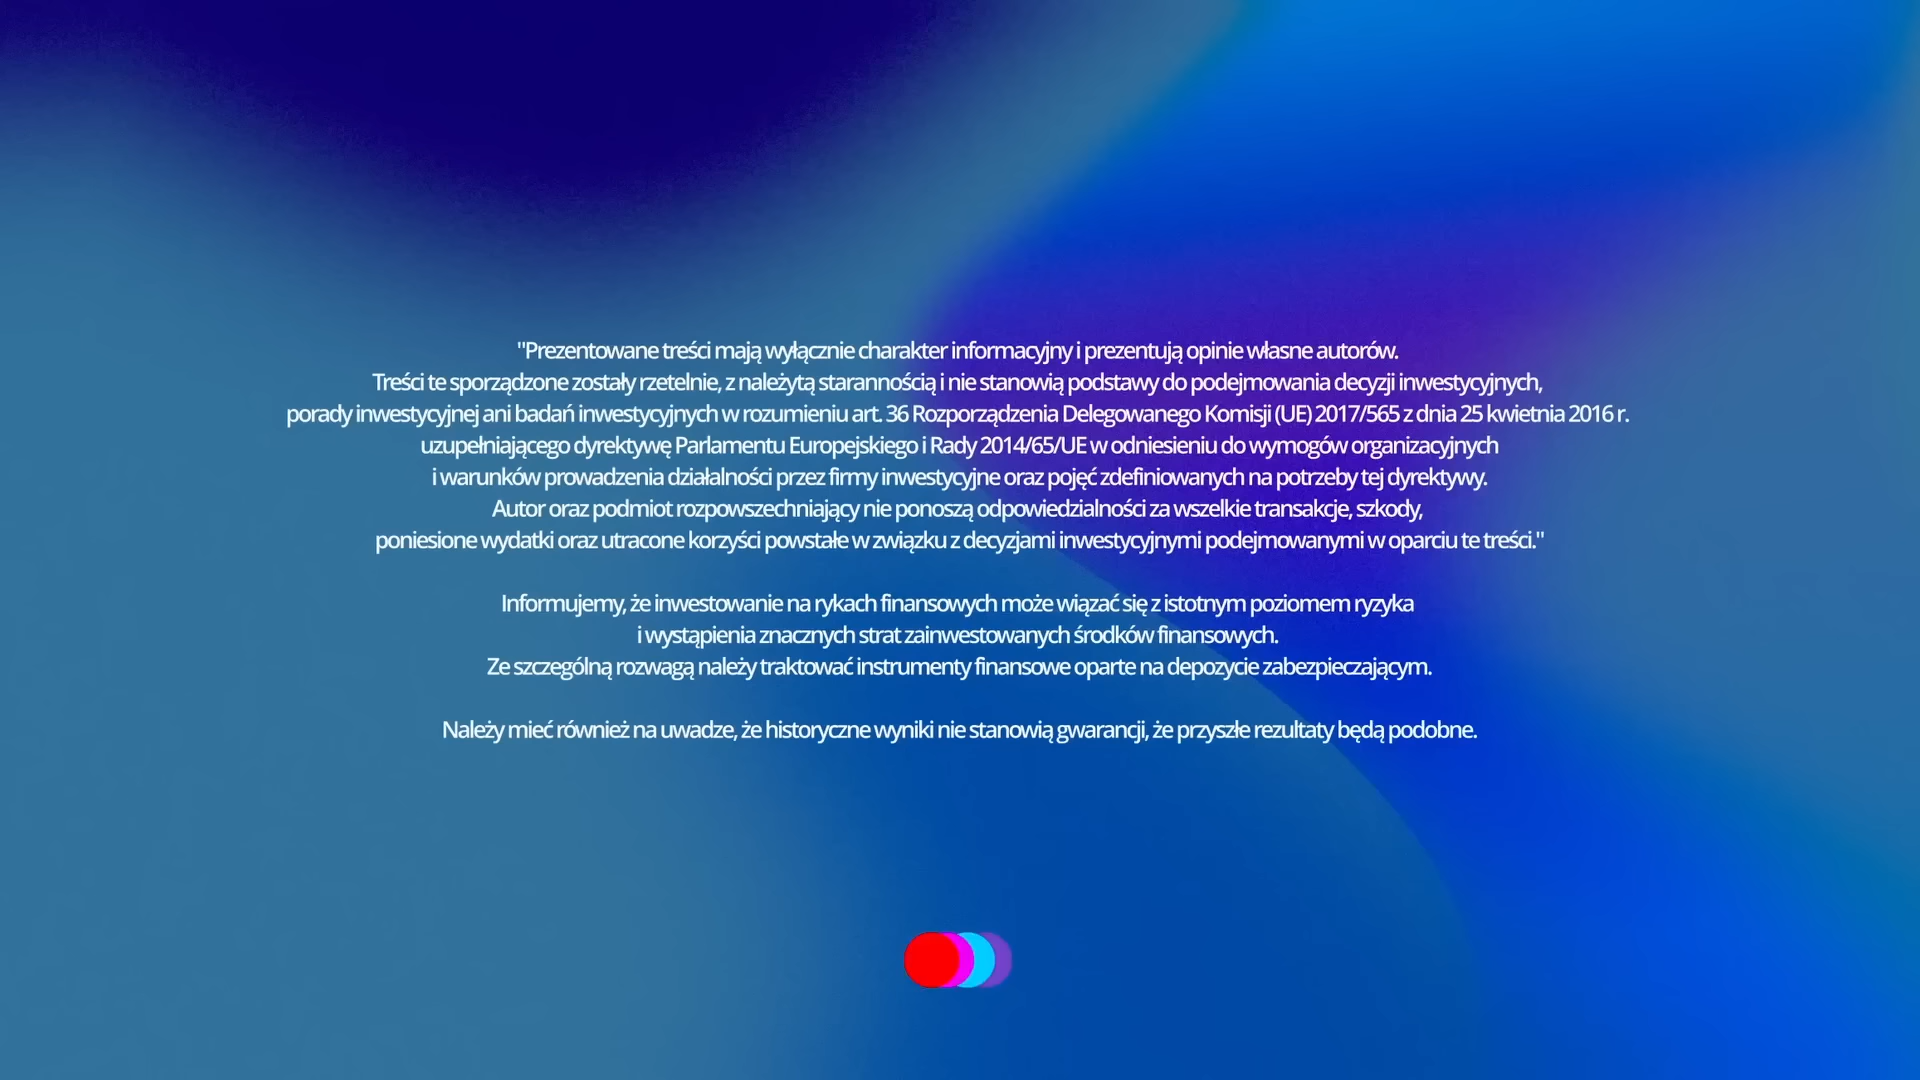 "Prezentowane treści mają wyłącznie charakter informacyjny i prezentują opinie własne autorów.
Treści te sporządzone zostały rzetelnie, z należytą starannością i nie stanowią podstawy do podejmowania decyzji inwestycyjnych,
porady inwestycyjnej ani badań inwestycyjnych w rozumieniu art. 36 Rozporządzenia Delegowanego Komisji (UE) 2017/565 z dnia 25 kwietnia 2016 r.
uzupełniającego dyrektywę Parlamentu Europejskiego i Rady 2014/65/UE w odniesieniu do wymogów organizacyjnych
i warunków prowadzenia działalności przez firmy inwestycyjne oraz pojęć zdefiniowanych na potrzeby tej dyrektywy.
Autor oraz podmiot rozpowszechniający nie ponoszą odpowiedzialności za wszelkie transakcje, szkody,
poniesione wydatki oraz utracone korzyści powstałe w związku z decyzjami inwestycyjnymi podejmowanymi w oparciu te treści."
Informujemy, że inwestowanie na rykach finansowych może wiązać się z istotnym poziomem ryzyka
i wystąpienia znacznych strat zainwestowanych środków finansowych.
Ze szczególną rozwagą należy traktować instrumenty finansowe oparte na depozycie zabezpieczającym.
Należy mieć również na uwadze, że historyczne wyniki nie stanowią gwarancji, że przyszłe rezultaty będą podobne.